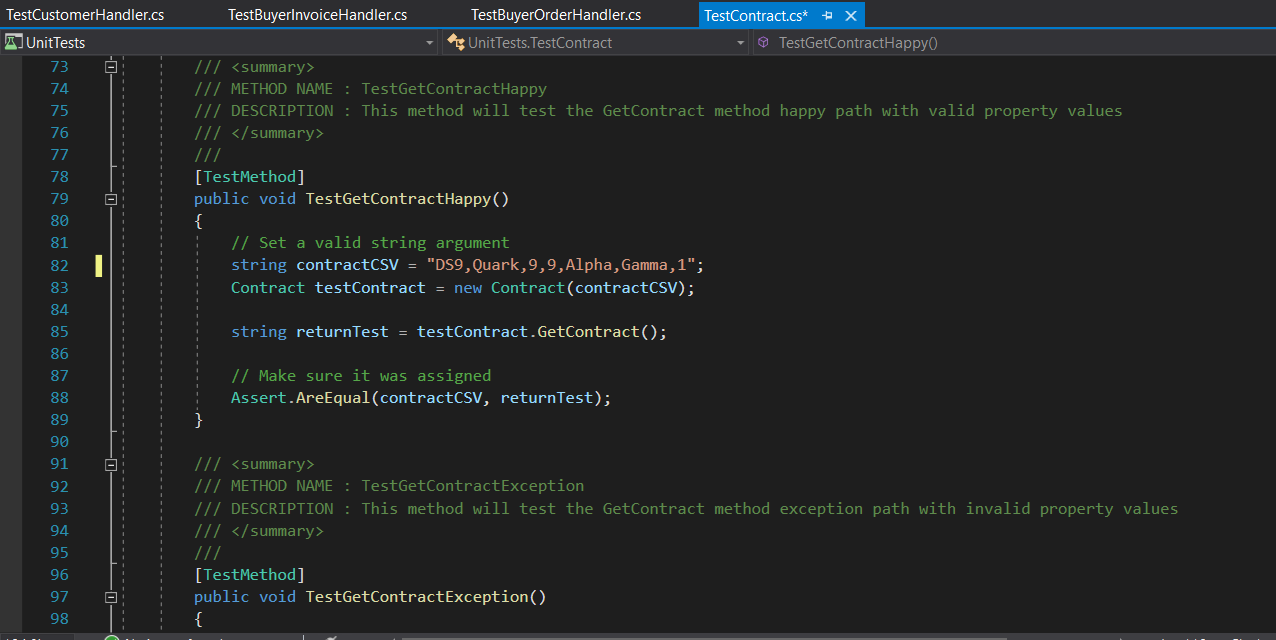 TestCustomerHandler.cs TestBuyerInvoiceHandler.cs TestBuyerOrderHandler.cs TestContract.cs*
UnitTests UnitTests.TestContract TestGetContractHappy()
73 /// <summary>
74 /// METHOD NAME : TestGetContractHappy
75 /// DESCRIPTION : This method will test the GetContract method happy path with valid property values
76 /// </summary>
77 ///
78 [TestMethod]
79 public void TestGetContractHappy()
80 {
81 // Set a valid string argument
82 string contractCSV = "DS9,Quark,9,9,Alpha,Gamma,1";
83 Contract testContract = new Contract(contractCSV);
84
85 string returnTest = testContract.GetContract();
86
87 // Make sure it was assigned
88 Assert.AreEqual(contractCSV, returnTest);
89 }
90
91 /// <summary>
92 /// METHOD NAME : TestGetContractException
93 /// DESCRIPTION : This method will test the GetContract method exception path with invalid property values
94 /// </summary>
95 ///
96 [TestMethod]
97 public void TestGetContractException()
98 {